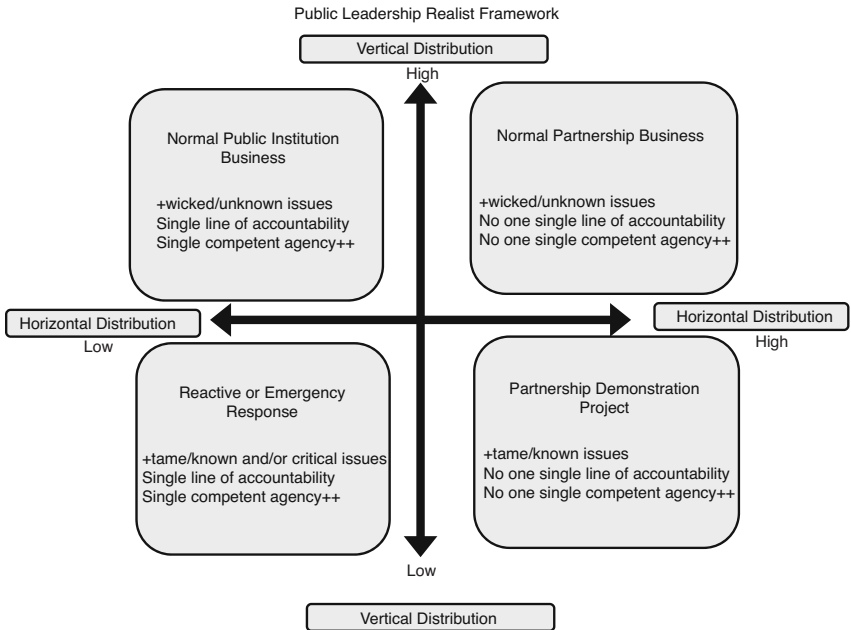 Public Leadership Realist Framework
Vertical Distribution
High
Normal Public Institution
Business
+wicked/unknown issues
Single line of accountability
Single competent agency++
Normal Partnership Business
+wicked/unknown issues
No one single line of accountability
No one single competent agency++
Horizontal Distribution
Low
Horizontal Distribution
High
Reactive or Emergency
Response
+tame/known and/or critical issues
Single line of accountability
Single competent agency++
Partnership Demonstration
Project
+tame/known issues
No one single line of accountability
No one single competent agency++
Low
Vertical Distribution